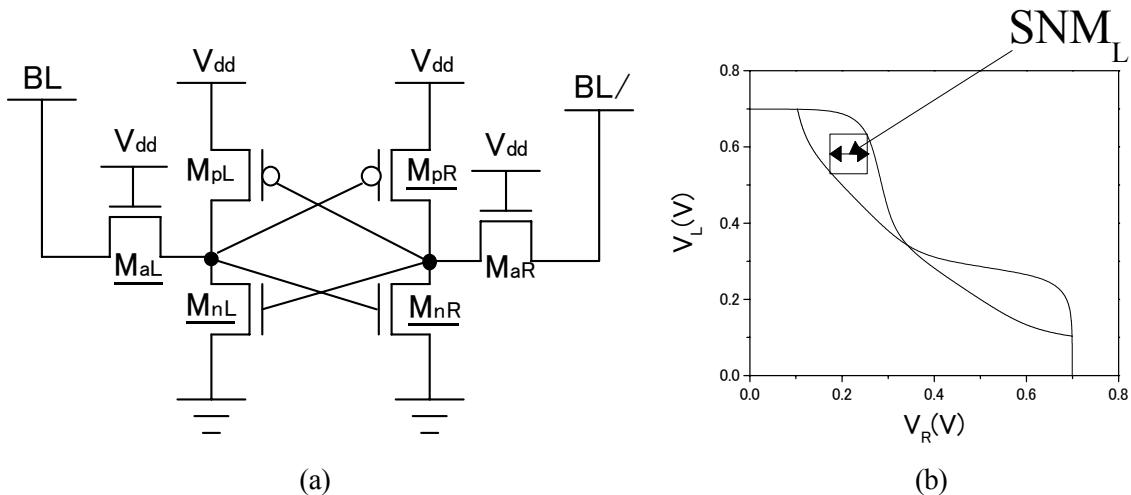 BL
Vdd
Vdd
Vdd
Vdd
BL/
MpL
MpR
MaL
MaR
MnL
MnR
(a)
SNML
0.8
0.6
0.4
0.2
0.0
VL(V)
0.0 0.2 0.4 0.6 0.8
VR(V)
(b)